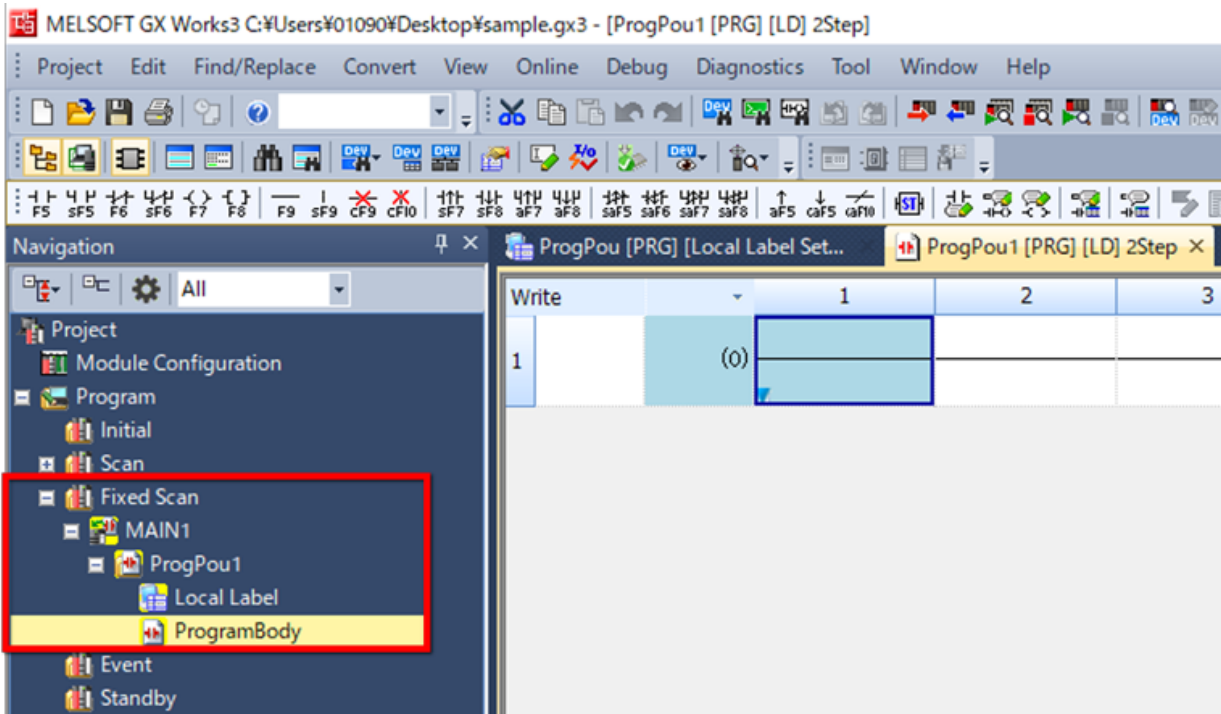 MELSOFT GX Works3 C:¥Users¥01090¥Desktop¥sample.gx3 - [ProgPou1 [PRG] [LD] 2Step]
Project Edit Find/Replace Convert View Online Debug Diagnostics Tool Window Help
F5 sF5 F6 sF6 F7 F8 F9 sF9 cF9 cF10 sF7 sF8 aF7 aF8 saF5 saF6 saF7 saF8 aF5 caF5 caF10
Navigation
ProgPou [PRG] [Local Label Set...
ProgPou1 [PRG] [LD] 2Step
All
Write 1 2 3
1 (0)
Project
Module Configuration
Program
Initial
Scan
Fixed Scan
MAIN1
ProgPou1
Local Label
ProgramBody
Event
Standby